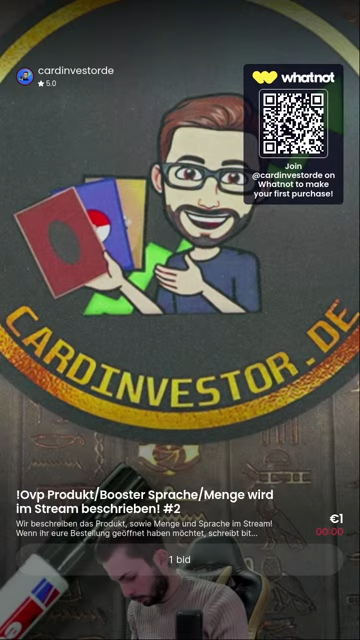 cardinvestorde
5.0
whatnot
Join
@cardinvestorde on
Whatnot to make
your first purchase!
CARDINVESTOR.DE
!Ovp Produkt/Booster Sprache/Menge wird
im Stream beschrieben! #2
€1
Wir beschreiben das Produkt, sowie Menge und Sprache im Stream!
00:00
Wenn ihr eure Bestellung geöffnet haben möchtet, schreibt bit...
1 bid